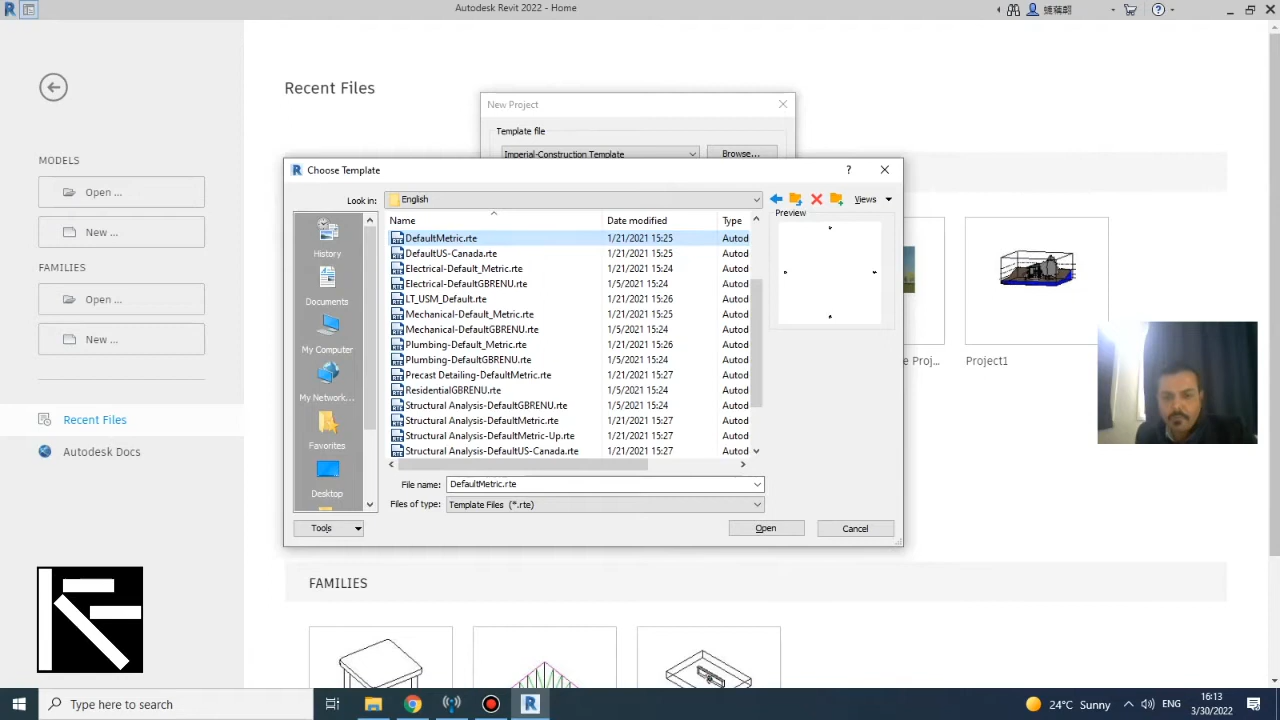 Autodesk Revit 2022 - Home
Recent Files
MODELS
Open ...
New ...
FAMILIES
Open ...
New ...
Recent Files
Autodesk Docs
New Project
Template file
Imperial-Construction Template
Browse...
Choose Template
Look in:
English
Views
Name
Date modified
Type
Preview
DefaultMetric.rte 1/21/2021 15:25 Autod
DefaultUS-Canada.rte 1/21/2021 15:25 Autod
Electrical-Default_Metric.rte 1/21/2021 15:24 Autod
Electrical-DefaultGBRENU.rte 1/5/2021 15:24 Autod
LT_USM_Default.rte 1/21/2021 15:26 Autod
Mechanical-Default_Metric.rte 1/21/2021 15:25 Autod
Mechanical-DefaultGBRENU.rte 1/5/2021 15:24 Autod
Plumbing-Default_Metric.rte 1/21/2021 15:26 Autod
Plumbing-DefaultGBRENU.rte 1/5/2021 15:24 Autod
Precast Detailing-DefaultMetric.rte 1/21/2021 15:27 Autod
ResidentialGBRENU.rte 1/5/2021 15:24 Autod
Structural Analysis-DefaultGBRENU.rte 1/5/2021 15:24 Autod
Structural Analysis-DefaultMetric.rte 1/21/2021 15:27 Autod
Structural Analysis-DefaultMetric-Up.rte 1/21/2021 15:27 Autod
Structural Analysis-DefaultUS-Canada.rte 1/21/2021 15:27 Autod
History
Documents
My Computer
My Network...
Favorites
Desktop
File name:
DefaultMetric.rte
Files of type:
Template Files (*.rte)
Tools
Open
Cancel
e Proj...
Project1
FAMILIES
Type here to search
24°C Sunny
ENG
16:13
3/30/2022